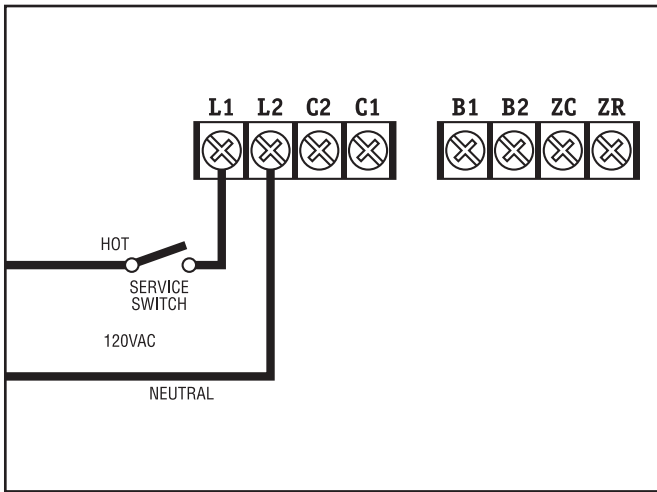 L1 L2 C2 C1 B1 B2 ZC ZR
HOT
SERVICE
SWITCH
120VAC
NEUTRAL